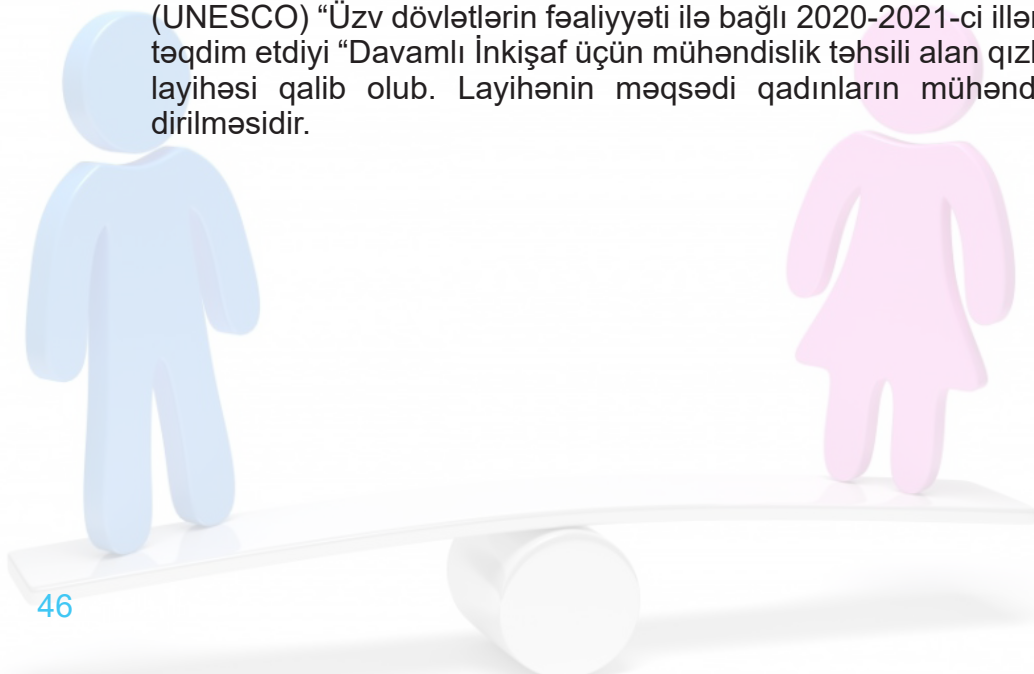 (UNESCO) “Üzv dövlətlərin fəaliyyəti ilə bağlı 2020-2021-ci
təqdim etdiyi “Davamlı İnkişaf üçün mühəndislik təhsili alan
layihəsi qalib olub. Layihənin məqsədi qadınların
dirilməsidir.
46